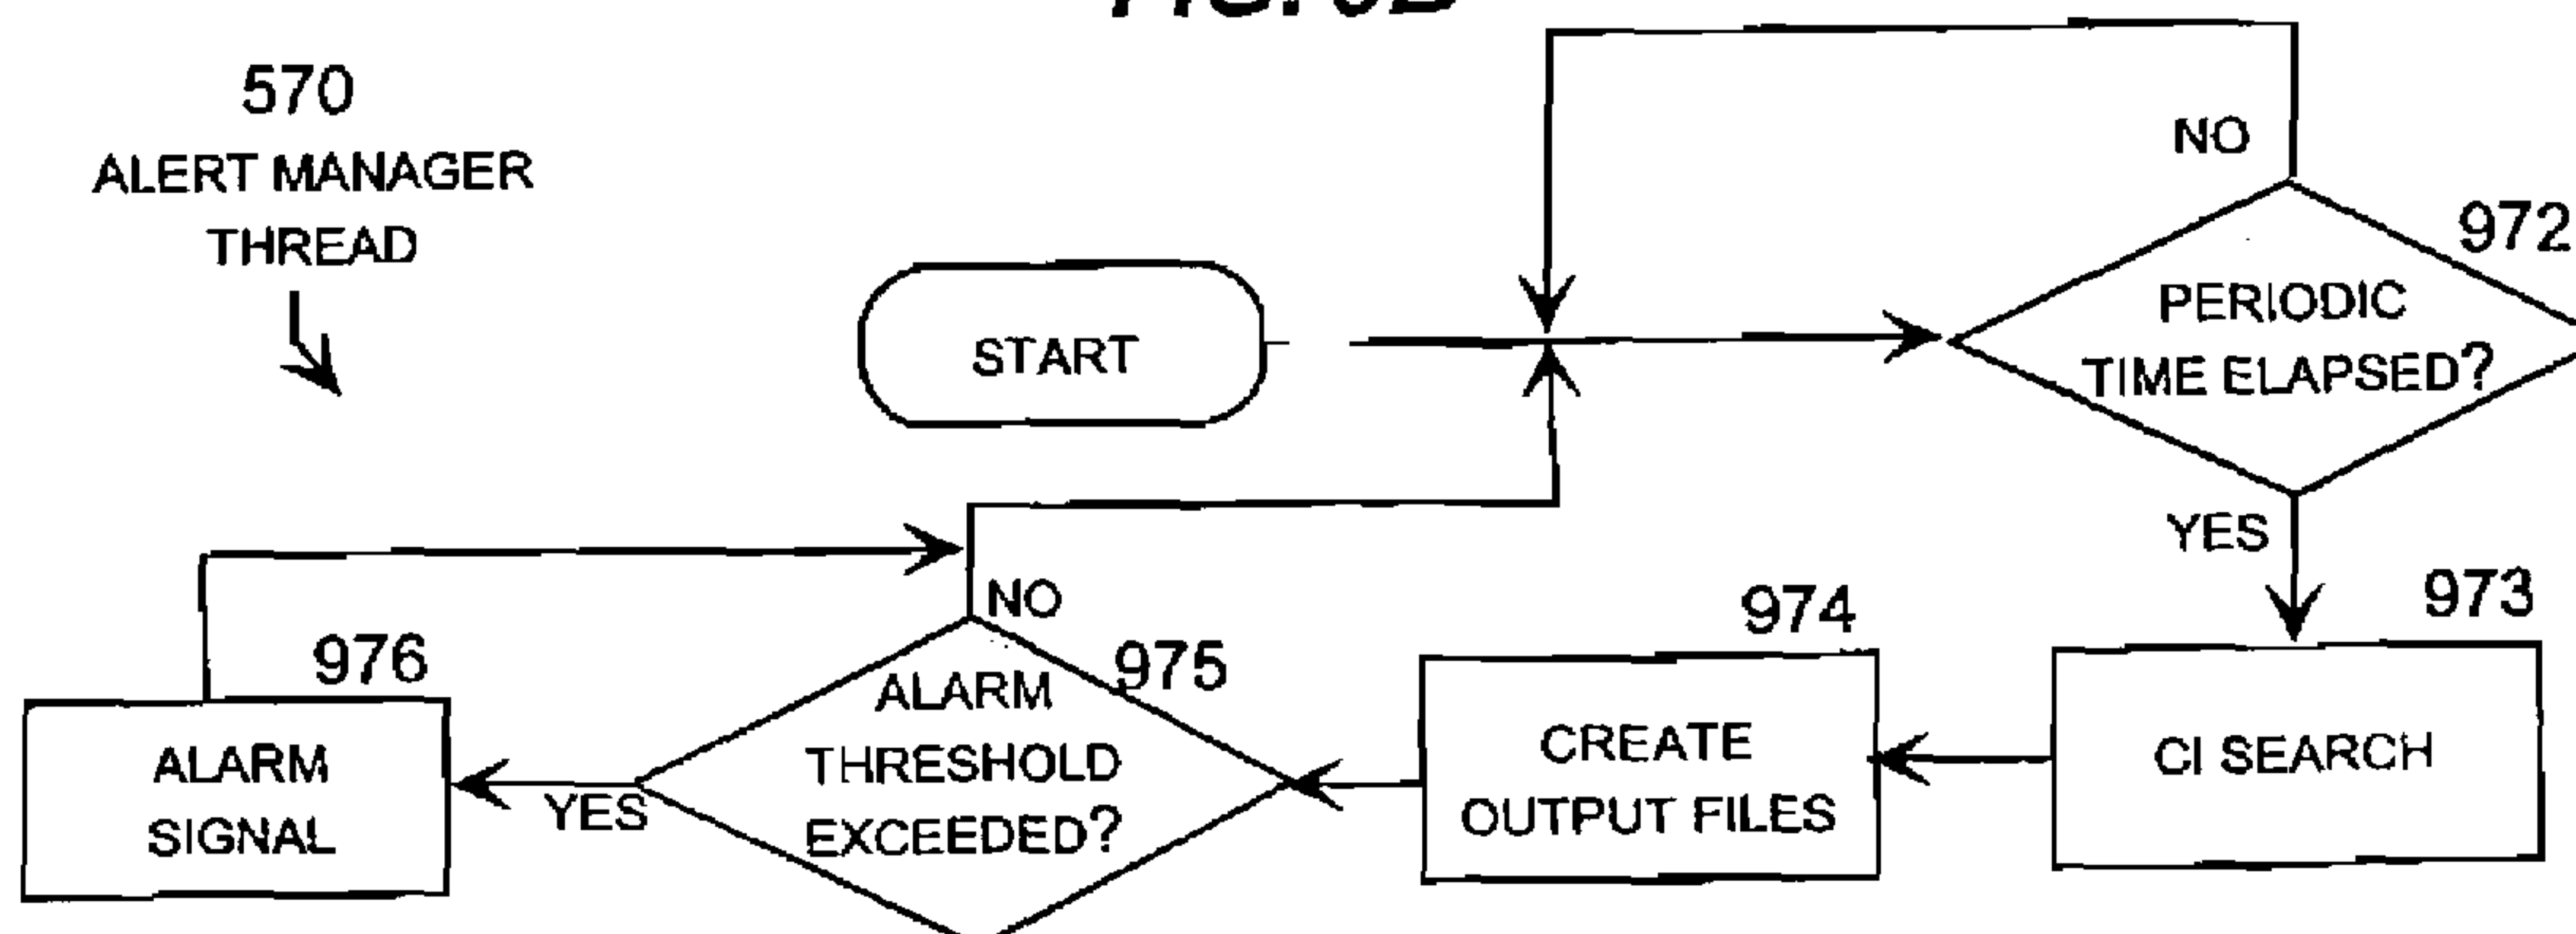 570
ALERT MANAGER
THREAD
NO
972
PERIODIC
TIME ELAPSED?
START
YES
973
CI SEARCH
974
CREATE
OUTPUT FILES
975
NO
ALARM
THRESHOLD
EXCEEDED?
YES
976
ALARM
SIGNAL